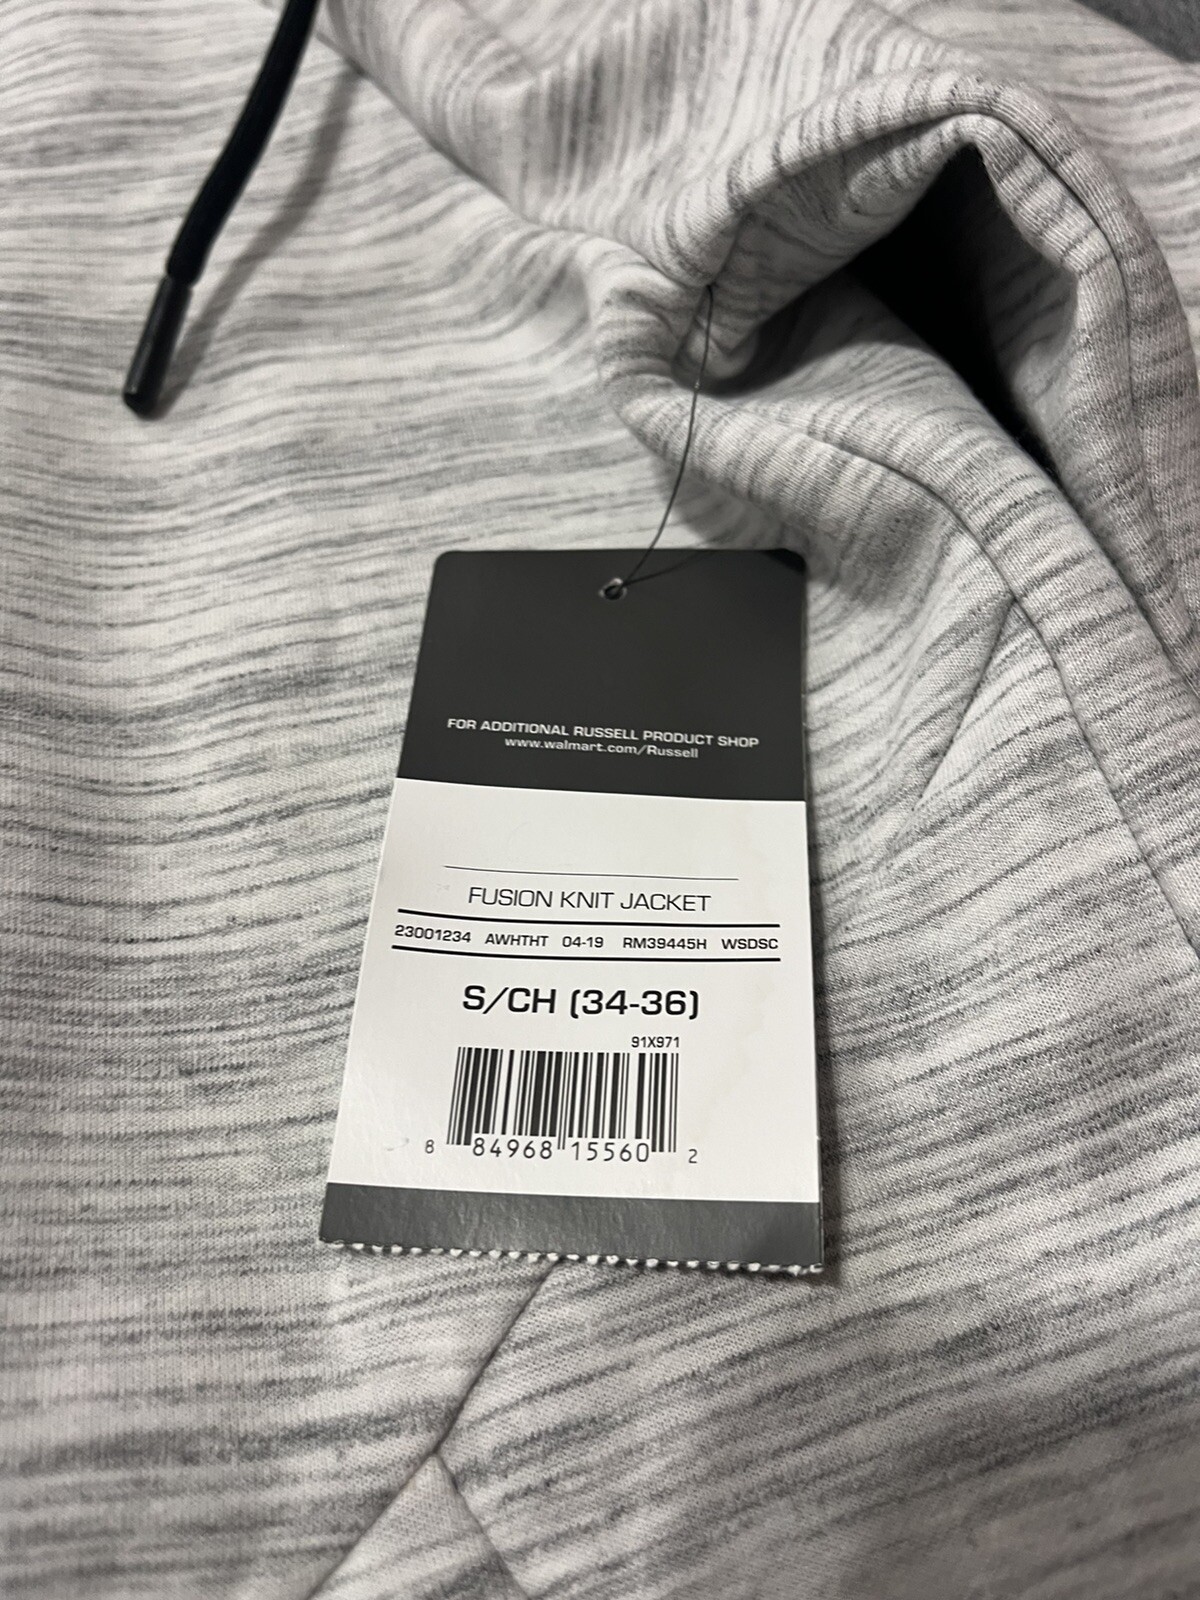 FOR ADDITIONAL RUSSELL PRODUCT SHOP
www.walmart.com/Russell
FUSION KNIT JACKET
23001234 AWHTHT 04-19 RM39445H WSDSC
S/CH (34-36)
91X971
8 84968 15560 2